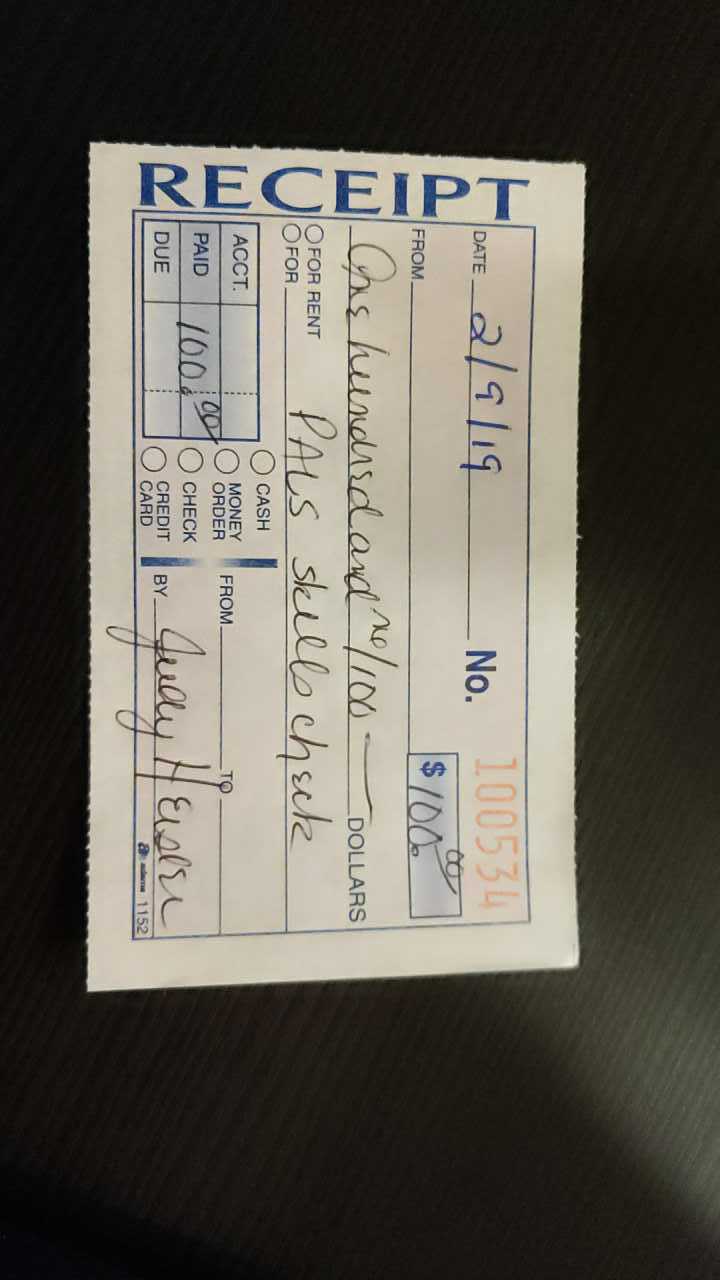 RECEIPT
DATE 2/9/19 No. 100534
FROM $ 100.00
One hundred and no/100 DOLLARS
FOR RENT
FOR PALS skills check
ACCT. CASH
PAID 100.00 MONEY ORDER FROM TO
DUE CHECK
CREDIT CARD BY Judy Heisler
adams 1152